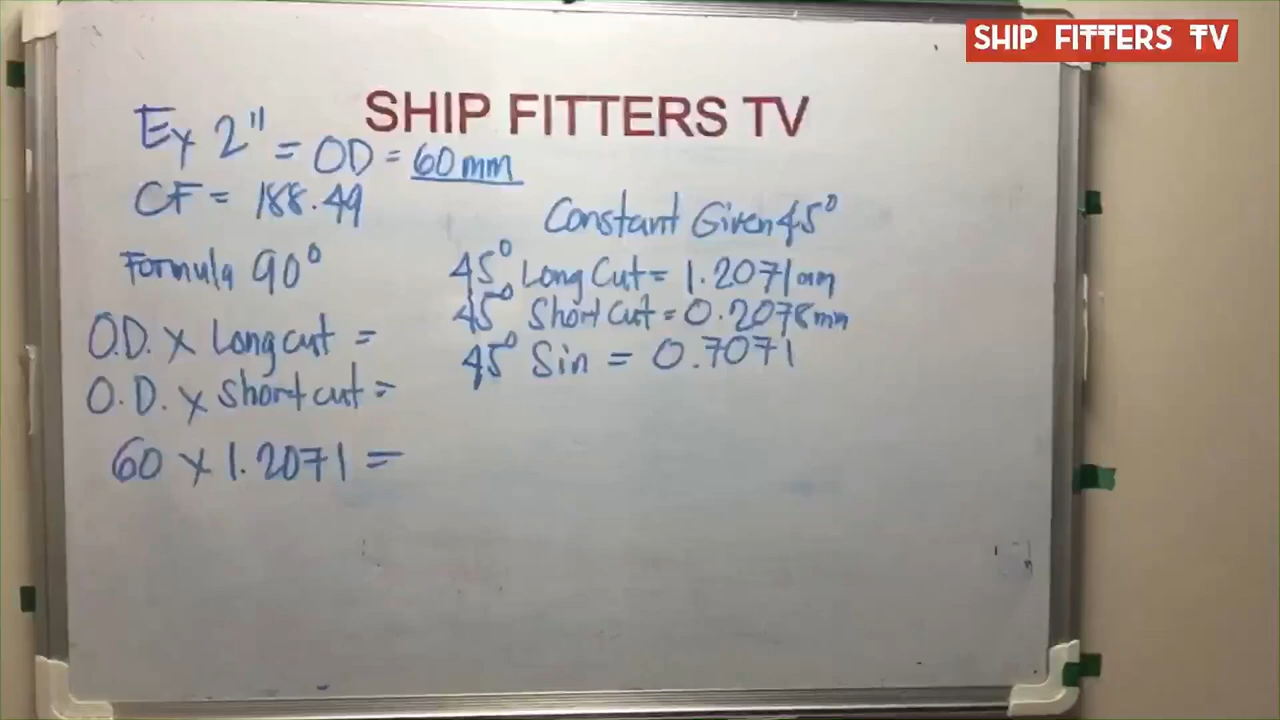 SHIP FITTERS TV
SHIP FITTERS TV
Ex 2" = OD = 60mm
CF = 188.49
Constant Given 45°
Formula 90°
45° Long Cut = 1.2071mm
45° Short Cut = 0.2078mm
45° Sin = 0.7071
O.D. x Long cut =
O.D. x Short cut =
60 x 1.2071 =